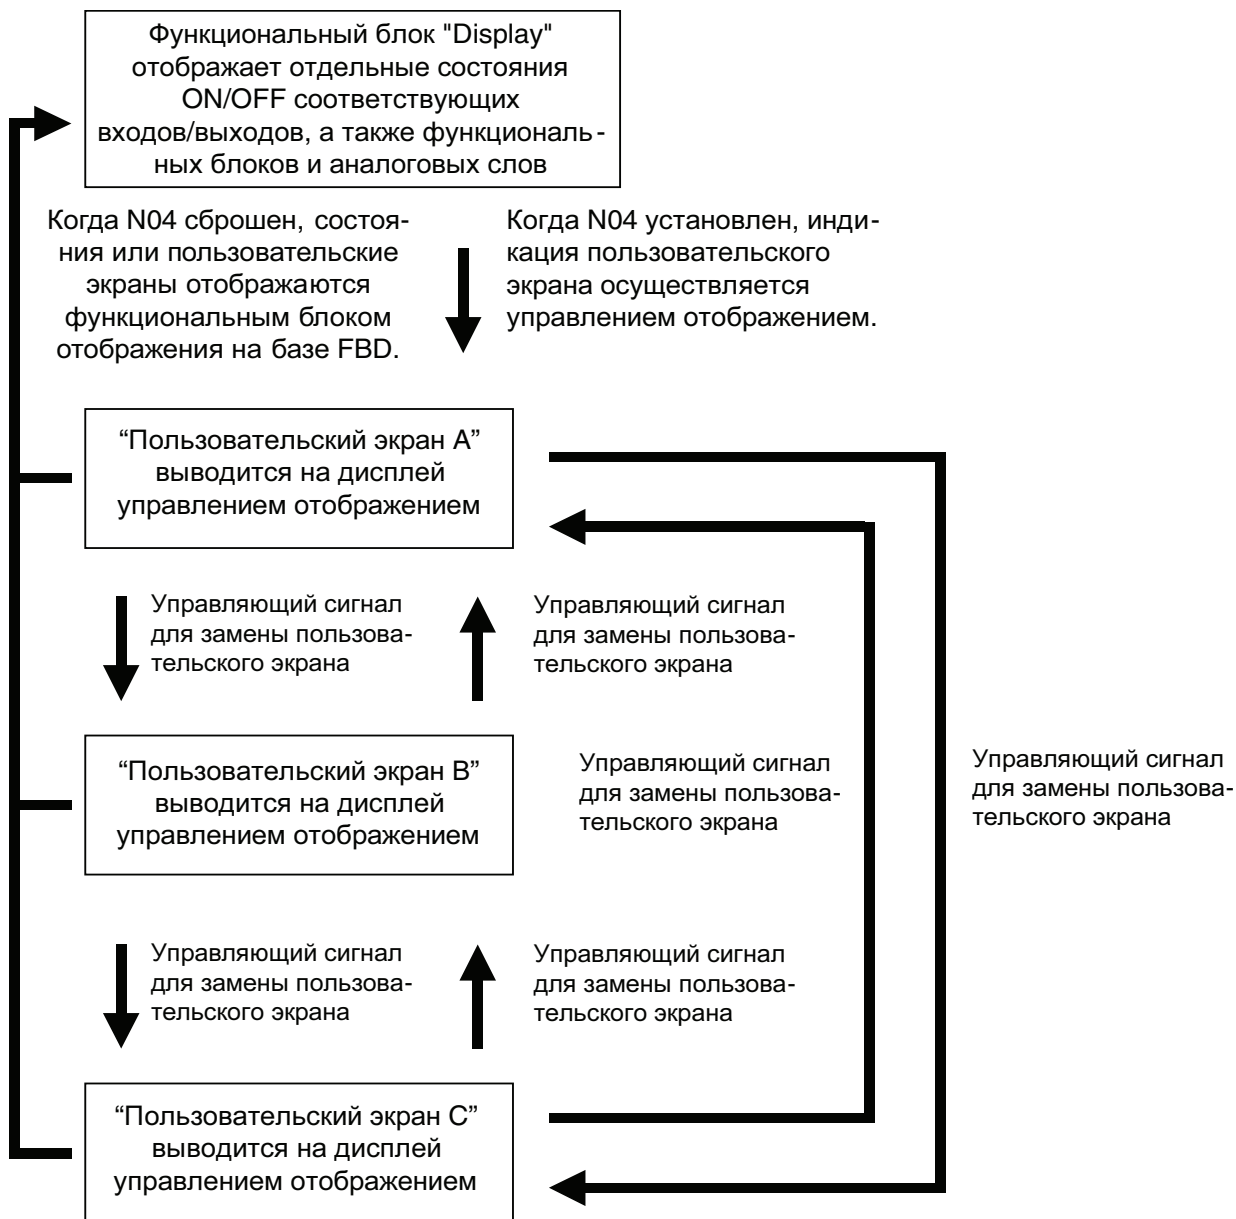 Функциональный блок "Display"
отображает отдельные состояния
ON/OFF соответствующих
входов/выходов, а также функциональ-
ных блоков и аналоговых слов
Когда N04 сброшен, состоя-
ния или пользовательские
экраны отображаются
функциональным блоком
отображения на базе FBD.
Когда N04 установлен, инди-
кация пользовательского
экрана осуществляется
управлением отображением.
“Пользовательский экран A”
выводится на дисплей
управлением отображением
Управляющий сигнал
для замены пользова-
тельского экрана
Управляющий сигнал
для замены пользова-
тельского экрана
“Пользовательский экран B”
выводится на дисплей
управлением отображением
Управляющий сигнал
для замены пользова-
тельского экрана
Управляющий сигнал
для замены пользова-
тельского экрана
Управляющий сигнал
для замены пользова-
тельского экрана
Управляющий сигнал
для замены пользова-
тельского экрана
“Пользовательский экран C”
выводится на дисплей
управлением отображением